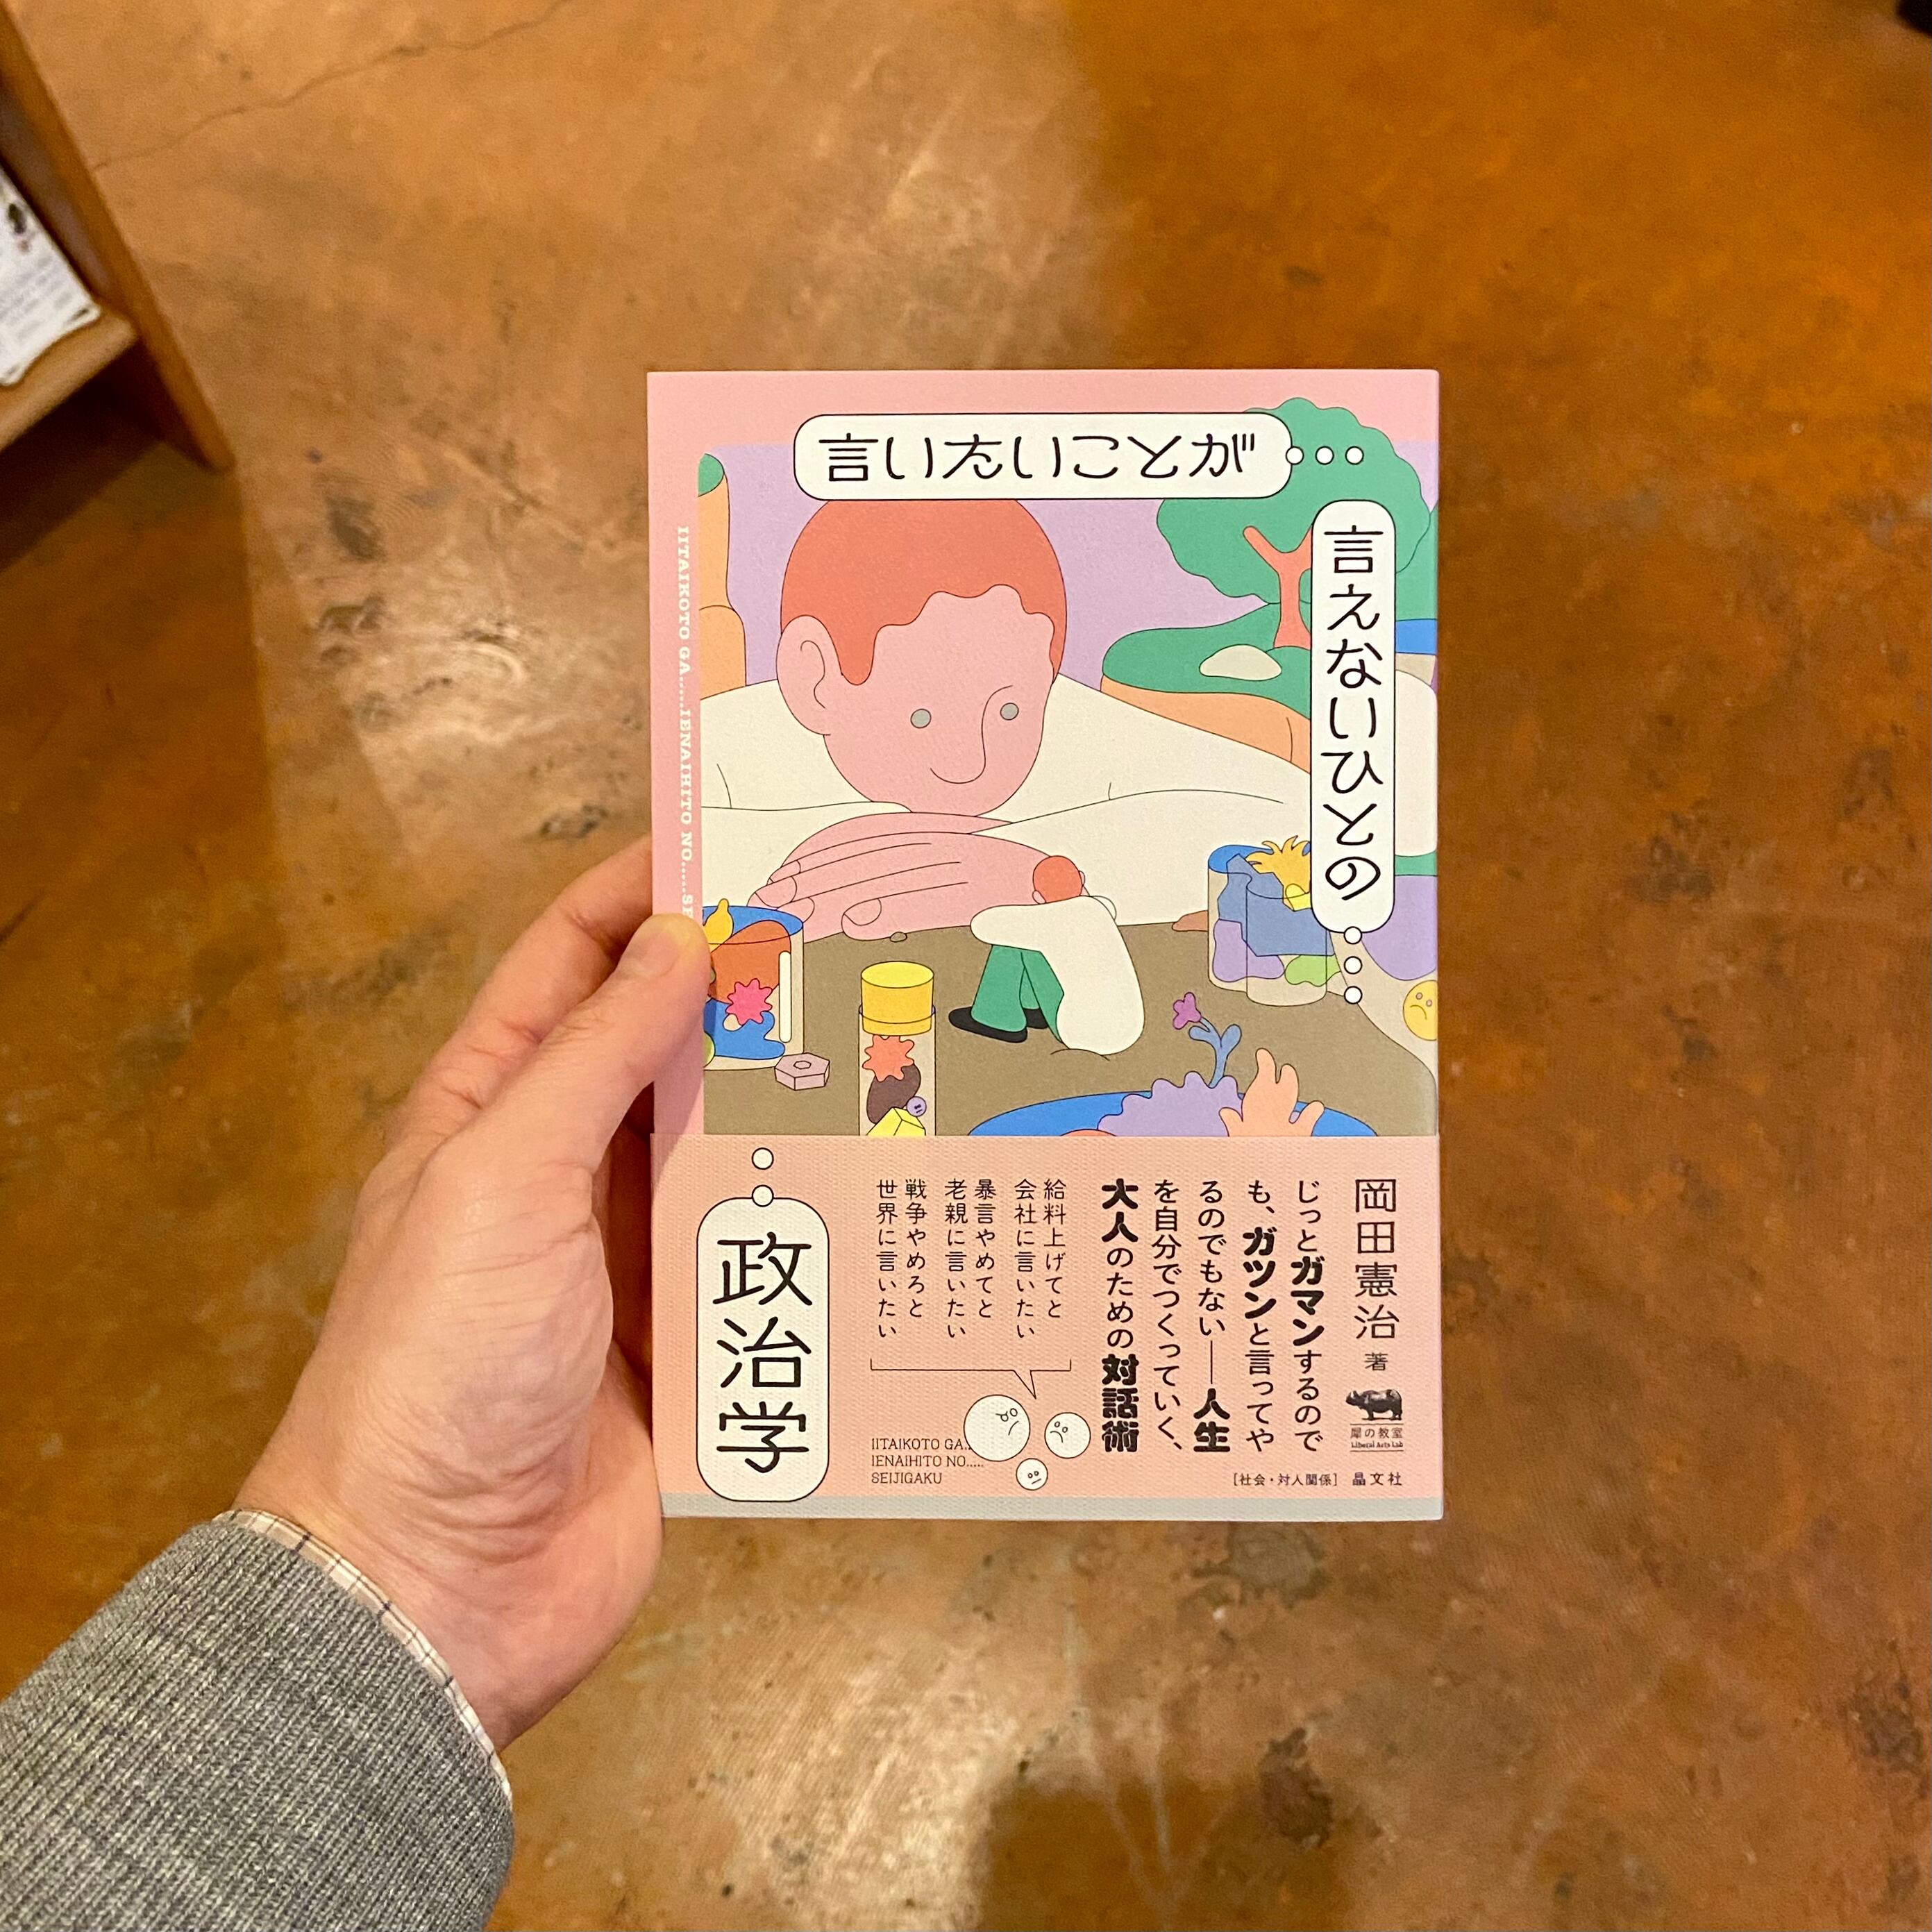 言いたいことが
言えないひとの
政治学
IITAIKOTO GA.....IENAIHITO NO.....SE
岡田憲治 著
犀の教室
Liberal Arts Lab
じっとガマンするので
も、ガツンと言ってや
るのでもない——人生
を自分でつくっていく、
大人のための対話術
給料上げてと
会社に言いたい
暴言やめてと
老親に言いたい
戦争やめろと
世界に言いたい
IITAIKOTO GA.....
IENAIHITO NO.....
SEIJIGAKU
[社会・対人関係] 晶文社